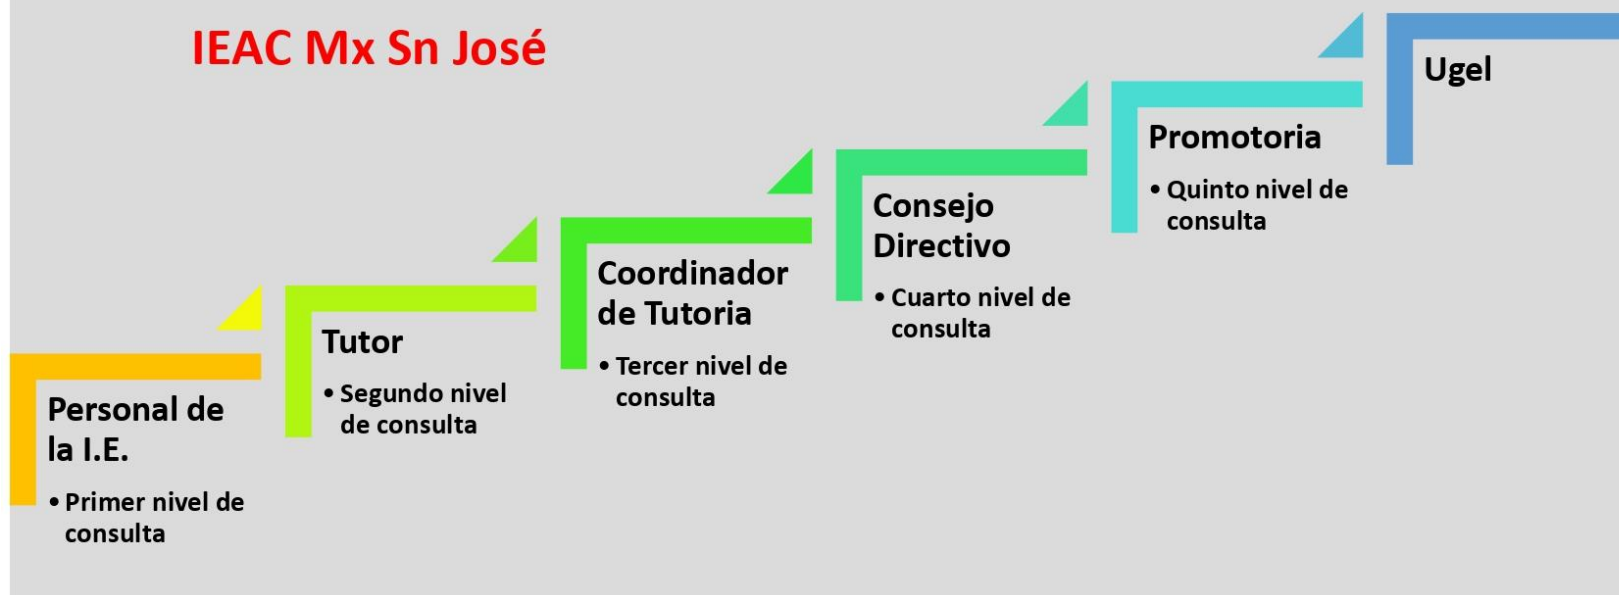 IEAC Mx Sn José
Personal de
la I.E.
• Primer nivel de
consulta
Tutor
• Segundo nivel
de consulta
Coordinador
de Tutoria
• Tercer nivel de
consulta
Consejo
Directivo
• Cuarto nivel de
consulta
Promotoria
• Quinto nivel de
consulta
Ugel